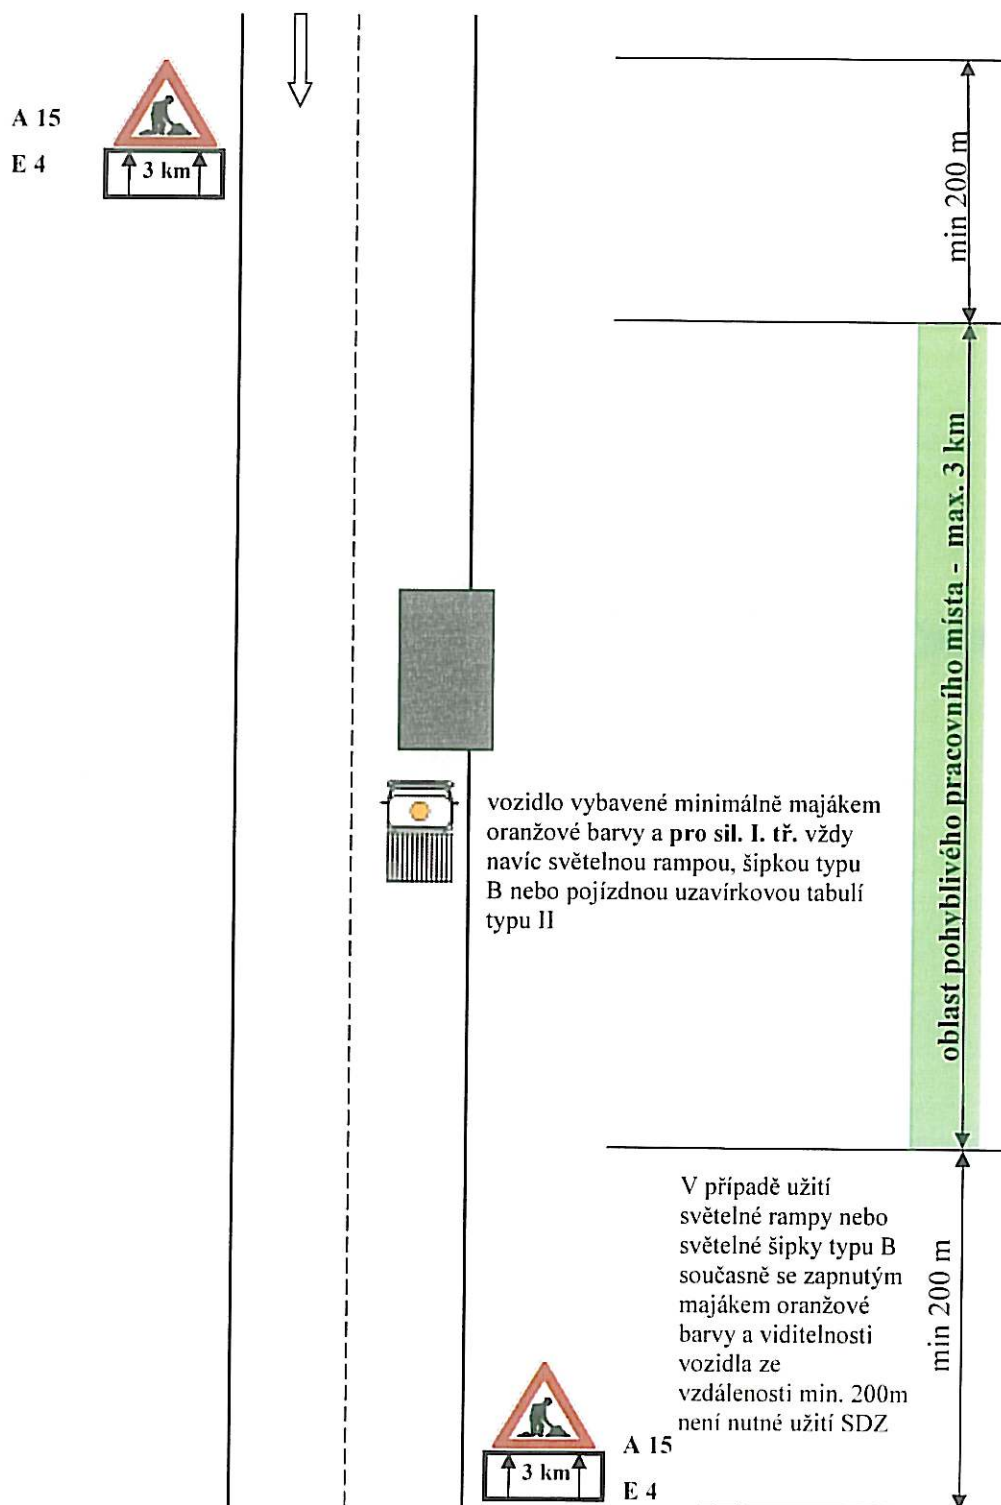 A 15
E 4
3 km
min 200 m
oblast pohyblivého pracovního místa - max. 3 km
vozidlo vybavené minimálně majákem
oranžové barvy a pro sil. I. tř. vždy
navíc světelnou rampou, šipkou typu
B nebo pojízdnou uzavírkovou tabulí
typu II
V případě užití
světelné rampy nebo
světelné šipky typu B
současně se zapnutým
majákem oranžové
barvy a viditelnosti
vozidla ze
vzdálenosti min. 200m
není nutné užití SDZ
min 200 m
A 15
3 km
E 4